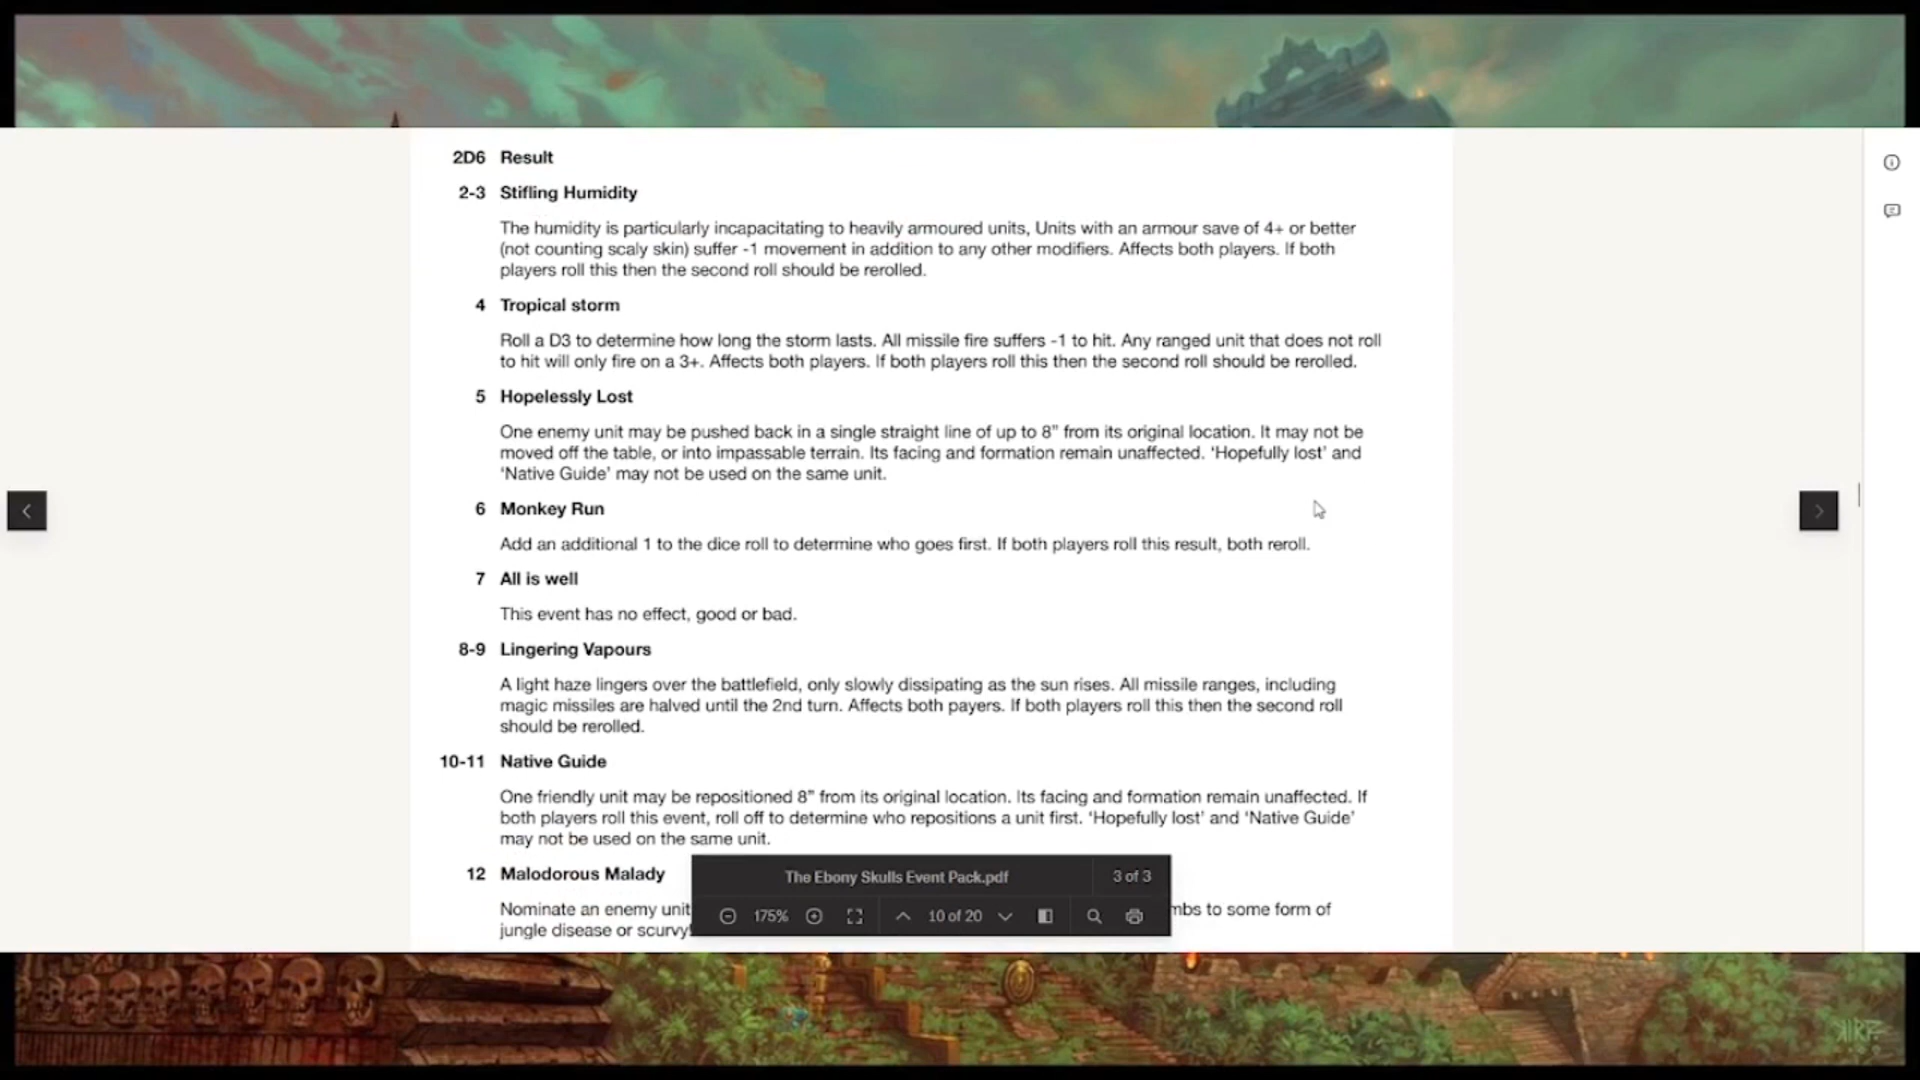 2D6 Result
2-3 Stifling Humidity
The humidity is particularly incapacitating to heavily armoured units, Units with an armour save of 4+ or better
(not counting scaly skin) suffer -1 movement in addition to any other modifiers. Affects both players. If both
players roll this then the second roll should be rerolled.
4 Tropical storm
Roll a D3 to determine how long the storm lasts. All missile fire suffers -1 to hit. Any ranged unit that does not roll
to hit will only fire on a 3+. Affects both players. If both players roll this then the second roll should be rerolled.
5 Hopelessly Lost
One enemy unit may be pushed back in a single straight line of up to 8” from its original location. It may not be
moved off the table, or into impassable terrain. Its facing and formation remain unaffected. ‘Hopefully lost’ and
‘Native Guide’ may not be used on the same unit.
6 Monkey Run
Add an additional 1 to the dice roll to determine who goes first. If both players roll this result, both reroll.
7 All is well
This event has no effect, good or bad.
8-9 Lingering Vapours
A light haze lingers over the battlefield, only slowly dissipating as the sun rises. All missile ranges, including
magic missiles are halved until the 2nd turn. Affects both payers. If both players roll this then the second roll
should be rerolled.
10-11 Native Guide
One friendly unit may be repositioned 8” from its original location. Its facing and formation remain unaffected. If
both players roll this event, roll off to determine who repositions a unit first. ‘Hopefully lost’ and ‘Native Guide’
may not be used on the same unit.
12 Malodorous Malady
Nominate an enemy unit mbs to some form of
jungle disease or scurvy!
The Ebony Skulls Event Pack.pdf 3 of 3
175% 10 of 20